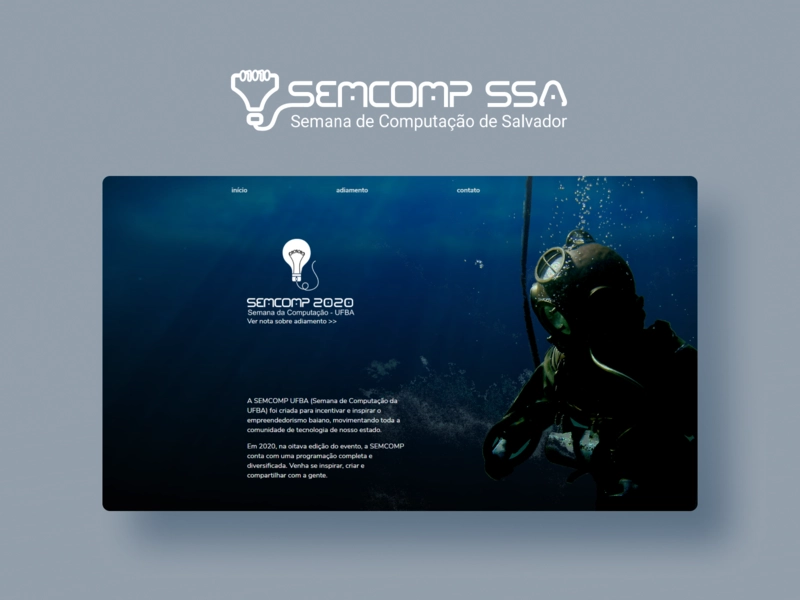 SEMCOMP SSA
Semana de Computação de Salvador
início
adiamento
contato
SEMCOMP 2020
Semana da Computação - UFBA
Ver nota sobre adiamento >>
A SEMCOMP UFBA (Semana de Computação da
UFBA) foi criada para incentivar e inspirar o
empreendedorismo baiano, movimentando toda a
comunidade de tecnologia de nosso estado.
Em 2020, na oitava edição do evento, a SEMCOMP
conta com uma programação completa e
diversificada. Venha se inspirar, criar e
compartilhar com a gente.